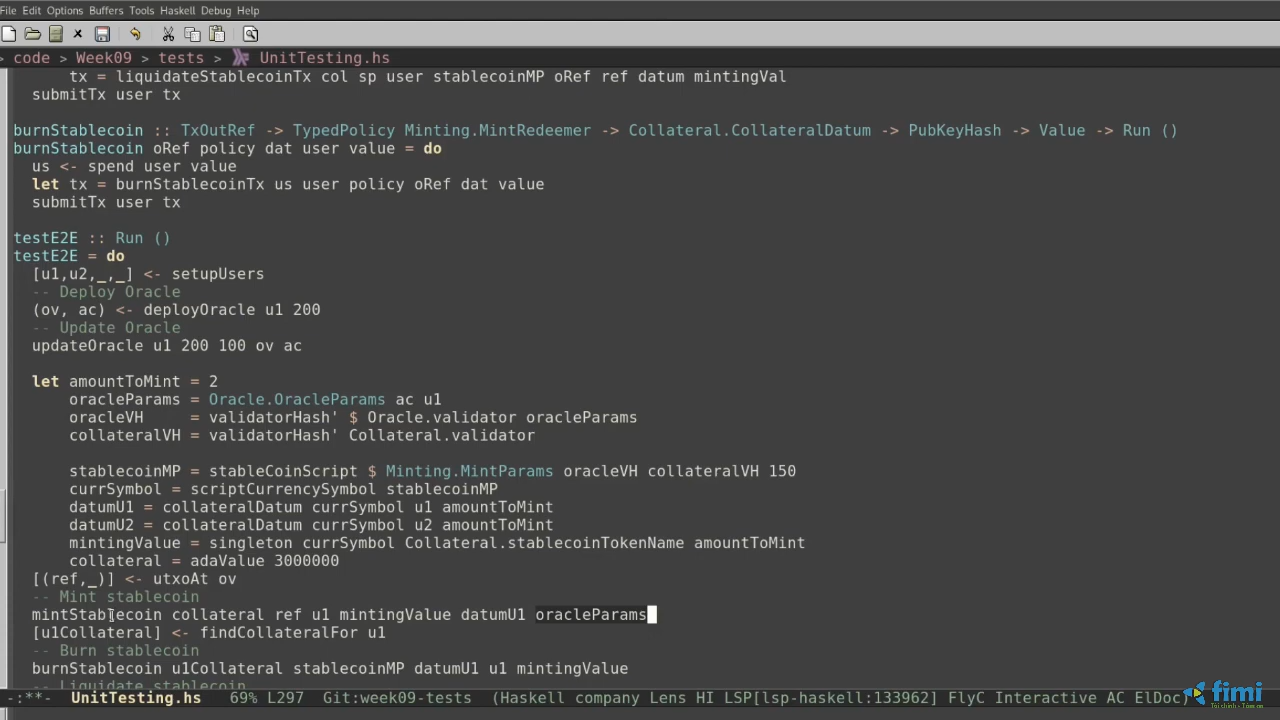 File Edit Options Buffers Tools Haskell Debug Help
> code > Week09 > tests > UnitTesting.hs
tx = liquidateStablecoinTx col sp user stablecoinMP oRef ref datum mintingVal
submitTx user tx
burnStablecoin :: TxOutRef -> TypedPolicy Minting.MintRedeemer -> Collateral.CollateralDatum -> PubKeyHash -> Value -> Run ()
burnStablecoin oRef policy dat user value = do
us <- spend user value
let tx = burnStablecoinTx us user policy oRef dat value
submitTx user tx
testE2E :: Run ()
testE2E = do
[u1,u2,_,_] <- setupUsers
-- Deploy Oracle
(ov, ac) <- deployOracle u1 200
-- Update Oracle
updateOracle u1 200 100 ov ac
let amountToMint = 2
oracleParams = Oracle.OracleParams ac u1
oracleVH = validatorHash' $ Oracle.validator oracleParams
collateralVH = validatorHash' Collateral.validator
stablecoinMP = stableCoinScript $ Minting.MintParams oracleVH collateralVH 150
currSymbol = scriptCurrencySymbol stablecoinMP
datumU1 = collateralDatum currSymbol u1 amountToMint
datumU2 = collateralDatum currSymbol u2 amountToMint
mintingValue = singleton currSymbol Collateral.stablecoinTokenName amountToMint
collateral = adaValue 3000000
[(ref,_)] <- utxoAt ov
-- Mint stablecoin
mintStablecoin collateral ref u1 mintingValue datumU1 oracleParams
[u1Collateral] <- findCollateralFor u1
-- Burn stablecoin
burnStablecoin u1Collateral stablecoinMP datumU1 u1 mintingValue
-- Liquidate stablecoin
-:**- UnitTesting.hs 69% L297 Git:week09-tests (Haskell company Lens HI LSP[lsp-haskell:133962] FlyC Interactive AC ElDoc)
fimi